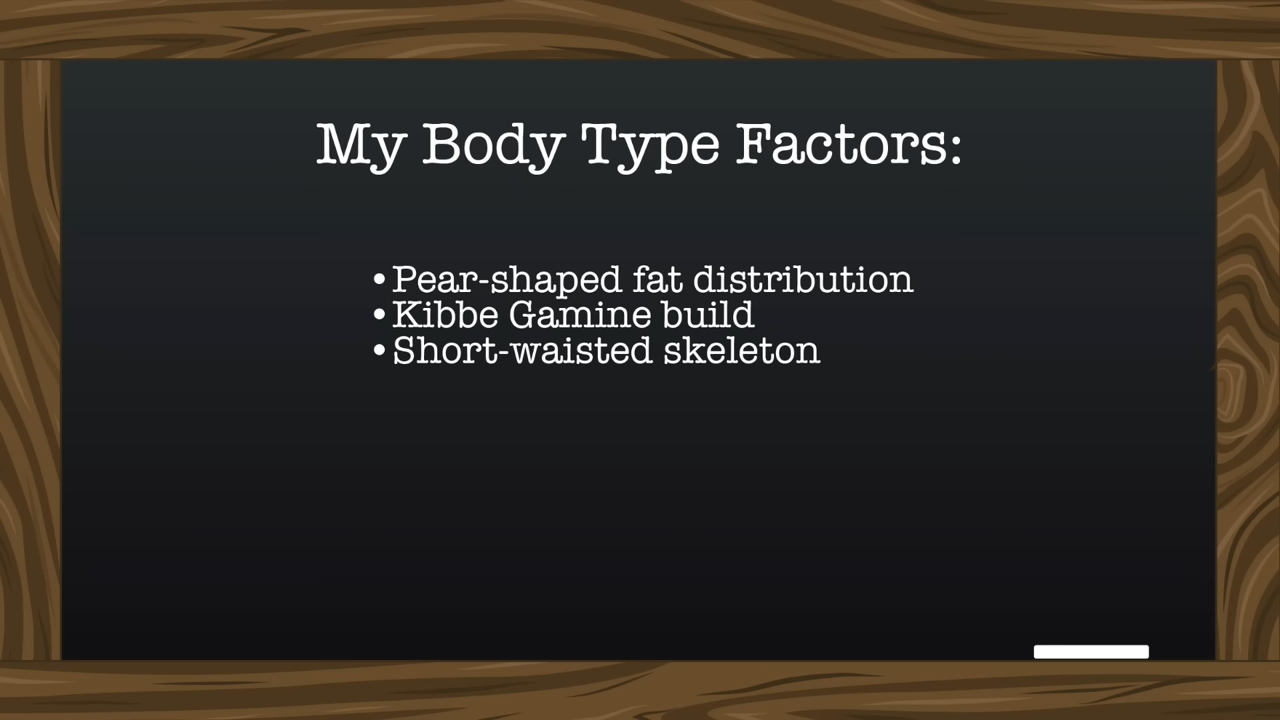 My Body Type Factors:
•Pear-shaped fat distribution
•Kibbe Gamine build
•Short-waisted skeleton